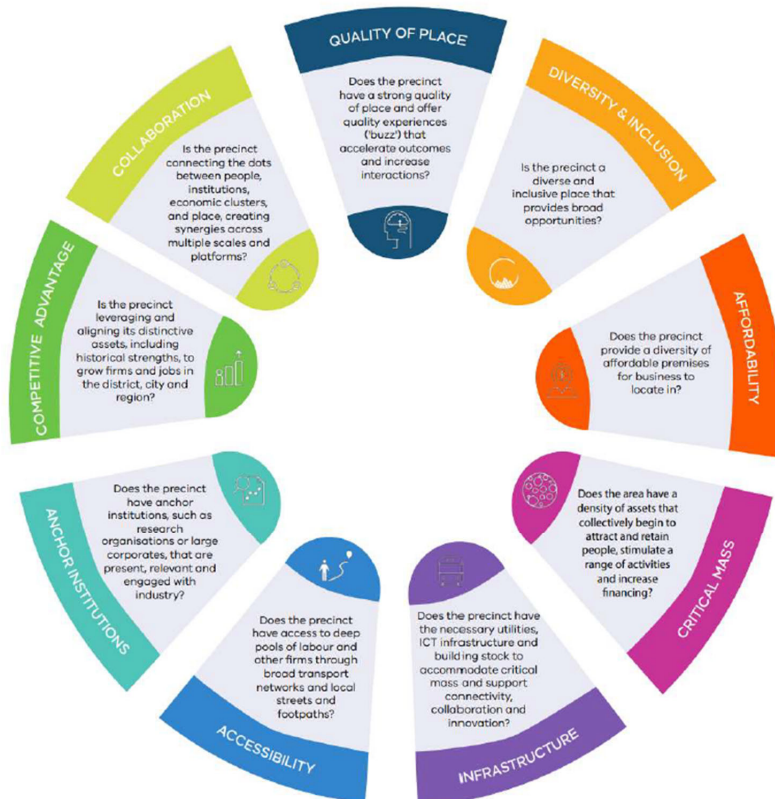 QUALITY OF PLACE
Does the precinct
have a strong quality
of place and offer
quality experiences
('buzz') that
accelerate outcomes
and increase
interactions?
DIVERSITY & INCLUSION
Is the precinct a
diverse and
inclusive place that
provides broad
opportunities?
AFFORDABILITY
Does the precinct
provide a diversity of
affordable premises
for business to
locate in?
CRITICAL MASS
Does the area have a
density of assets that
collectively begin to
attract and retain
people, stimulate a
range of activities
and increase
financing?
INFRASTRUCTURE
Does the precinct have
the necessary utilities,
ICT infrastructure and
building stock to
accommodate critical
mass and support
connectivity,
collaboration and
innovation?
ACCESSIBILITY
Does the precinct
have access to deep
pools of labour and
other firms through
broad transport
networks and local
streets and
footpaths?
ANCHOR INSTITUTIONS
Does the precinct
have anchor
institutions, such as
research
organisations or large
corporates, that are
present, relevant and
engaged with
industry?
COMPETITIVE ADVANTAGE
Is the precinct
leveraging and
aligning its distinctive
assets, including
historical strengths, to
grow firms and jobs in
the district, city and
region?
COLLABORATION
Is the precinct
connecting the dots
between people,
institutions,
economic clusters,
and place, creating
synergies across
multiple scales and
platforms?